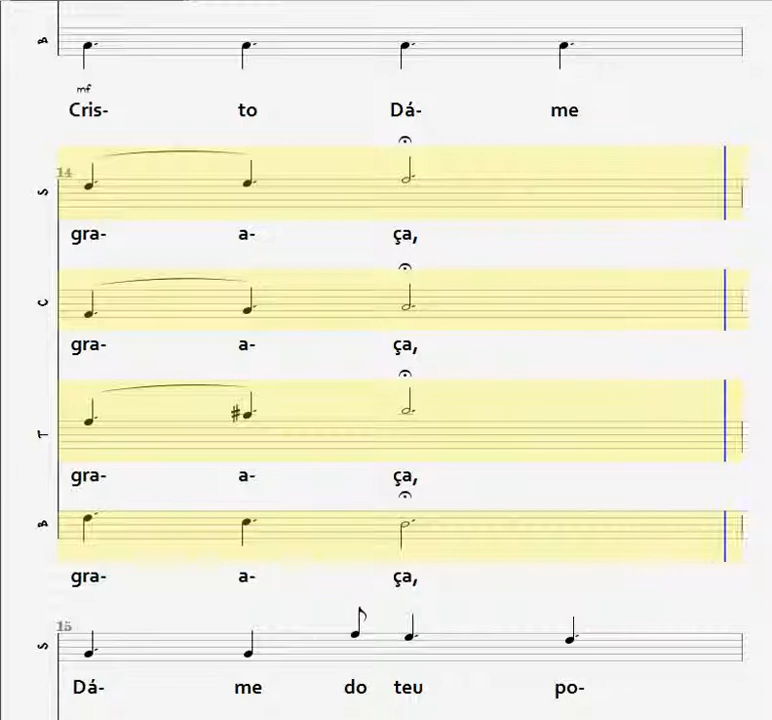 B
mf
Cris- to Dá- me
14
S
gra- a- ça,
C
gra- a- ça,
T
gra- a- ça,
B
gra- a- ça,
15
S
Dá- me do teu po-